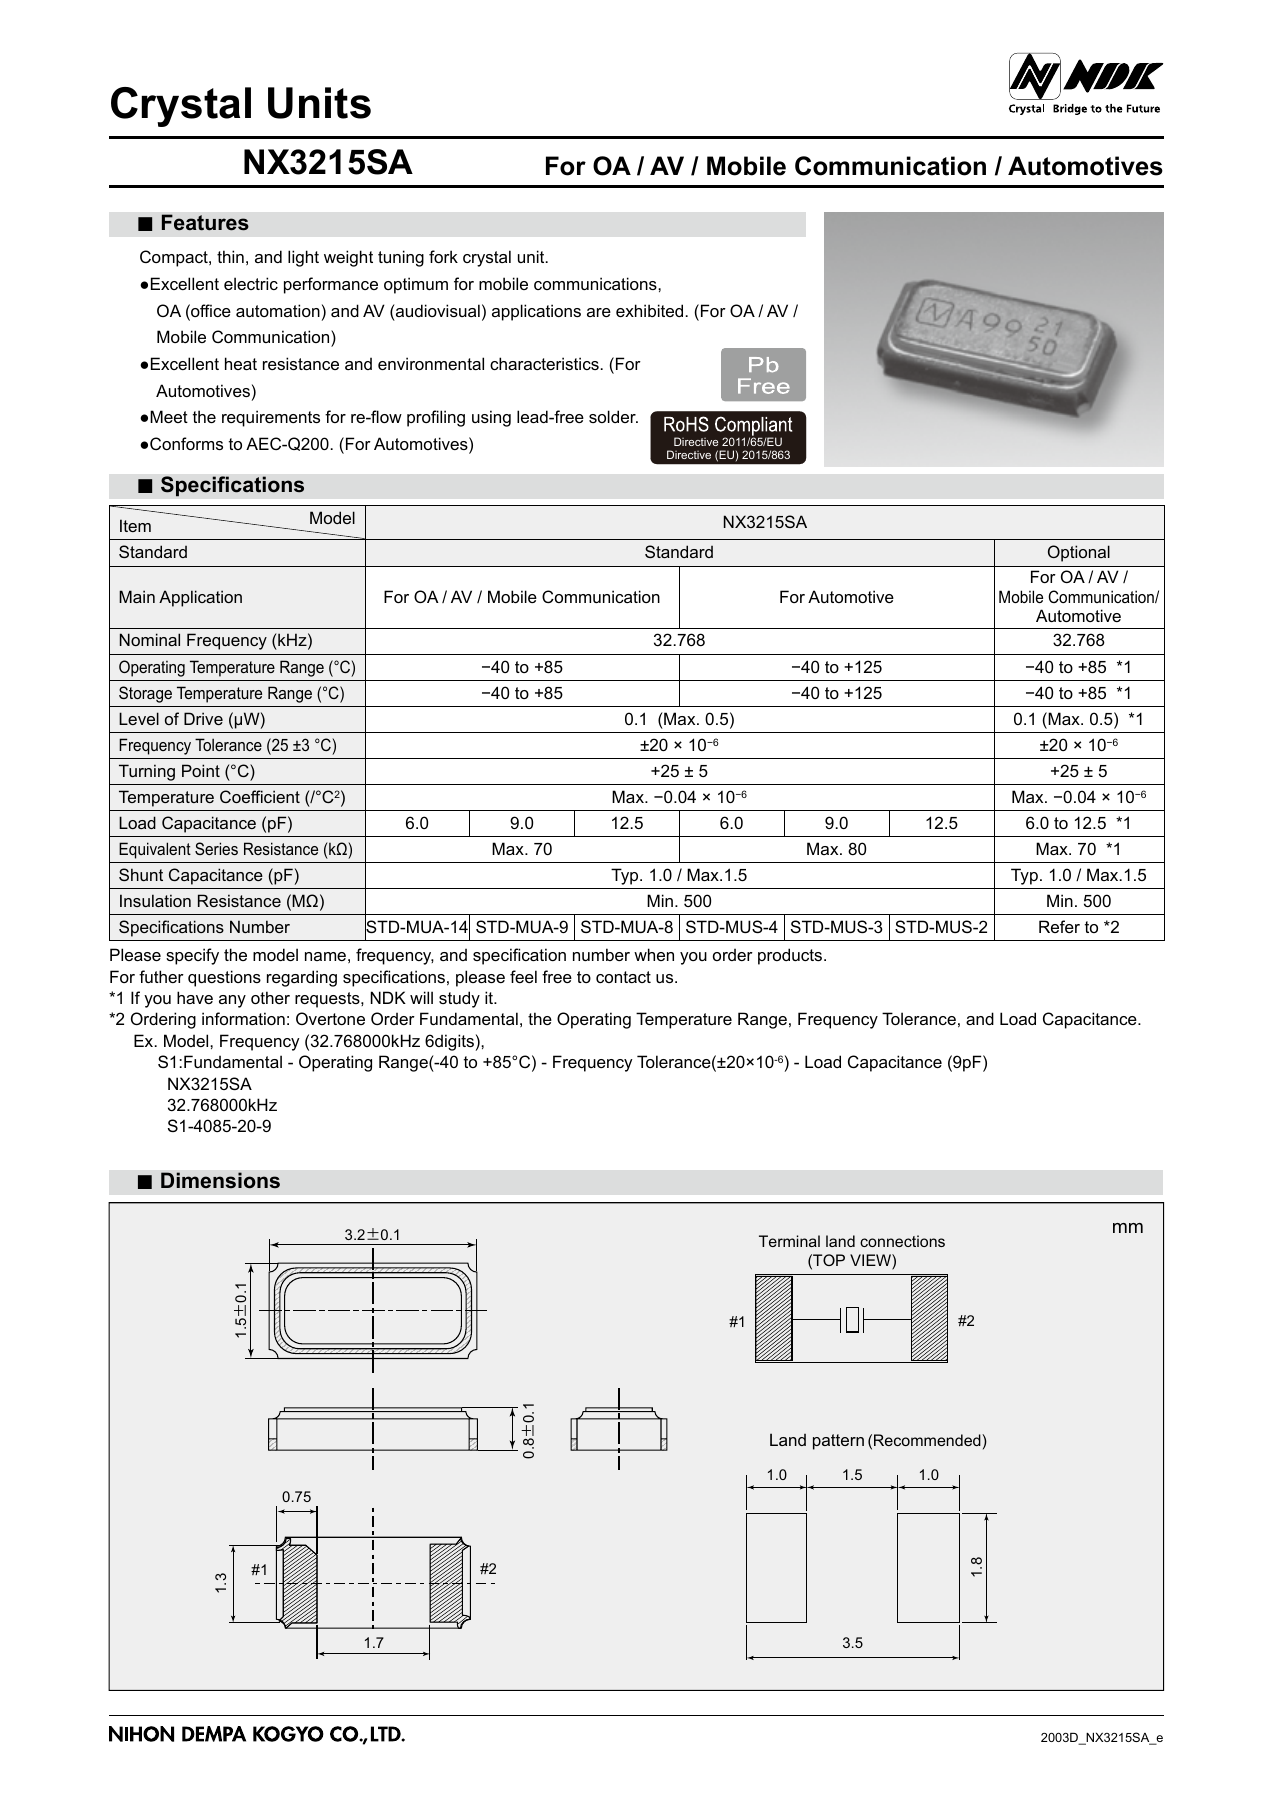 NDK
Crystal Bridge to the Future
Crystal Units
NX3215SA For OA / AV / Mobile Communication / Automotives
■ Features
Compact, thin, and light weight tuning fork crystal unit.
●Excellent electric performance optimum for mobile communications,
OA (office automation) and AV (audiovisual) applications are exhibited. (For OA / AV /
Mobile Communication)
●Excellent heat resistance and environmental characteristics. (For
Automotives)
●Meet the requirements for re-flow profiling using lead-free solder.
●Conforms to AEC-Q200. (For Automotives)
Pb
Free
RoHS Compliant
Directive 2011/65/EU
Directive (EU) 2015/863
A99 21
50
■ Specifications
Item Model NX3215SA
Standard Standard Optional
Main Application For OA / AV / Mobile Communication For Automotive For OA / AV /
Mobile Communication/
Automotive
Nominal Frequency (kHz) 32.768 32.768
Operating Temperature Range (°C) −40 to +85 −40 to +125 −40 to +85 *1
Storage Temperature Range (°C) −40 to +85 −40 to +125 −40 to +85 *1
Level of Drive (μW) 0.1 (Max. 0.5) 0.1 (Max. 0.5) *1
Frequency Tolerance (25 ±3 °C) ±20 × 10⁻⁶ ±20 × 10⁻⁶
Turning Point (°C) +25 ± 5 +25 ± 5
Temperature Coefficient (/°C²) Max. −0.04 × 10⁻⁶ Max. −0.04 × 10⁻⁶
Load Capacitance (pF) 6.0 9.0 12.5 6.0 9.0 12.5 6.0 to 12.5 *1
Equivalent Series Resistance (kΩ) Max. 70 Max. 80 Max. 70 *1
Shunt Capacitance (pF) Typ. 1.0 / Max.1.5 Typ. 1.0 / Max.1.5
Insulation Resistance (MΩ) Min. 500 Min. 500
Specifications Number STD-MUA-14 STD-MUA-9 STD-MUA-8 STD-MUS-4 STD-MUS-3 STD-MUS-2 Refer to *2
Please specify the model name, frequency, and specification number when you order products.
For futher questions regarding specifications, please feel free to contact us.
*1 If you have any other requests, NDK will study it.
*2 Ordering information: Overtone Order Fundamental, the Operating Temperature Range, Frequency Tolerance, and Load Capacitance.
Ex. Model, Frequency (32.768000kHz 6digits),
S1:Fundamental - Operating Range(-40 to +85°C) - Frequency Tolerance(±20×10⁻⁶) - Load Capacitance (9pF)
NX3215SA
32.768000kHz
S1-4085-20-9
■ Dimensions
mm
3.2±0.1
1.5±0.1
Terminal land connections
(TOP VIEW)
#1 #2
0.8±0.1
Land pattern (Recommended)
1.0 1.5 1.0
1.8
3.5
0.75
1.3
#1 #2
1.7
NIHON DEMPA KOGYO CO.,LTD.
2003D_NX3215SA_e